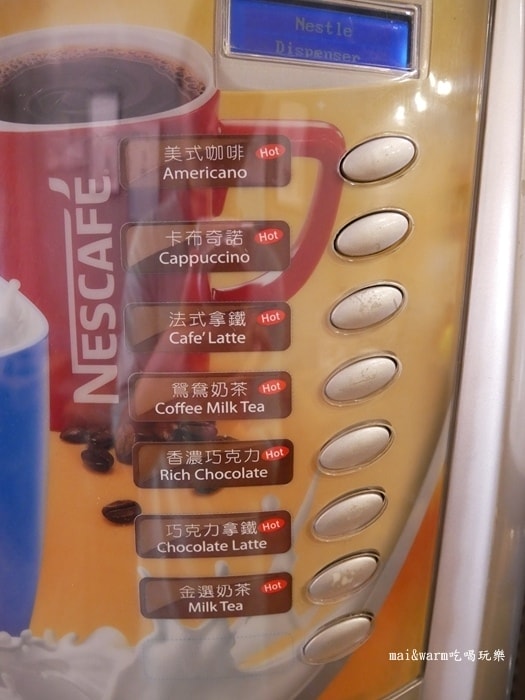 Nestle
Dispenser
NESCAFÉ
美式咖啡 Hot
Americano
卡布奇諾 Hot
Cappuccino
法式拿鐵 Hot
Cafe' Latte
鴛鴦奶茶 Hot
Coffee Milk Tea
香濃巧克力 Hot
Rich Chocolate
巧克力拿鐵 Hot
Chocolate Latte
金選奶茶 Hot
Milk Tea
mai&warm吃喝玩樂